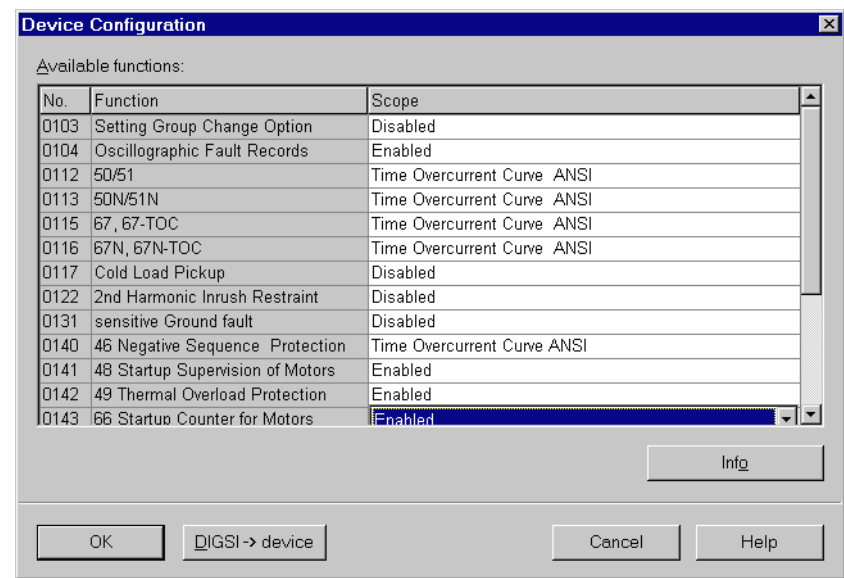 Device Configuration
Available functions:
No. Function Scope
0103 Setting Group Change Option Disabled
0104 Oscillographic Fault Records Enabled
0112 50/51 Time Overcurrent Curve ANSI
0113 50N/51N Time Overcurrent Curve ANSI
0115 67, 67-TOC Time Overcurrent Curve ANSI
0116 67N, 67N-TOC Time Overcurrent Curve ANSI
0117 Cold Load Pickup Disabled
0122 2nd Harmonic Inrush Restraint Disabled
0131 sensitive Ground fault Disabled
0140 46 Negative Sequence Protection Time Overcurrent Curve ANSI
0141 48 Startup Supervision of Motors Enabled
0142 49 Thermal Overload Protection Enabled
0143 66 Startup Counter for Motors Enabled
Info
OK DIGSI -> device Cancel Help